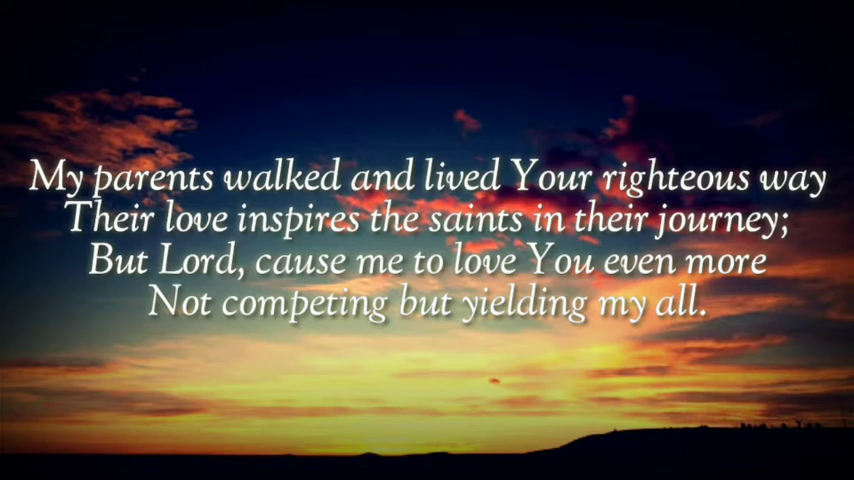 My parents walked and lived Your righteous way
Their love inspires the saints in their journey;
But Lord, cause me to love You even more
Not competing but yielding my all.